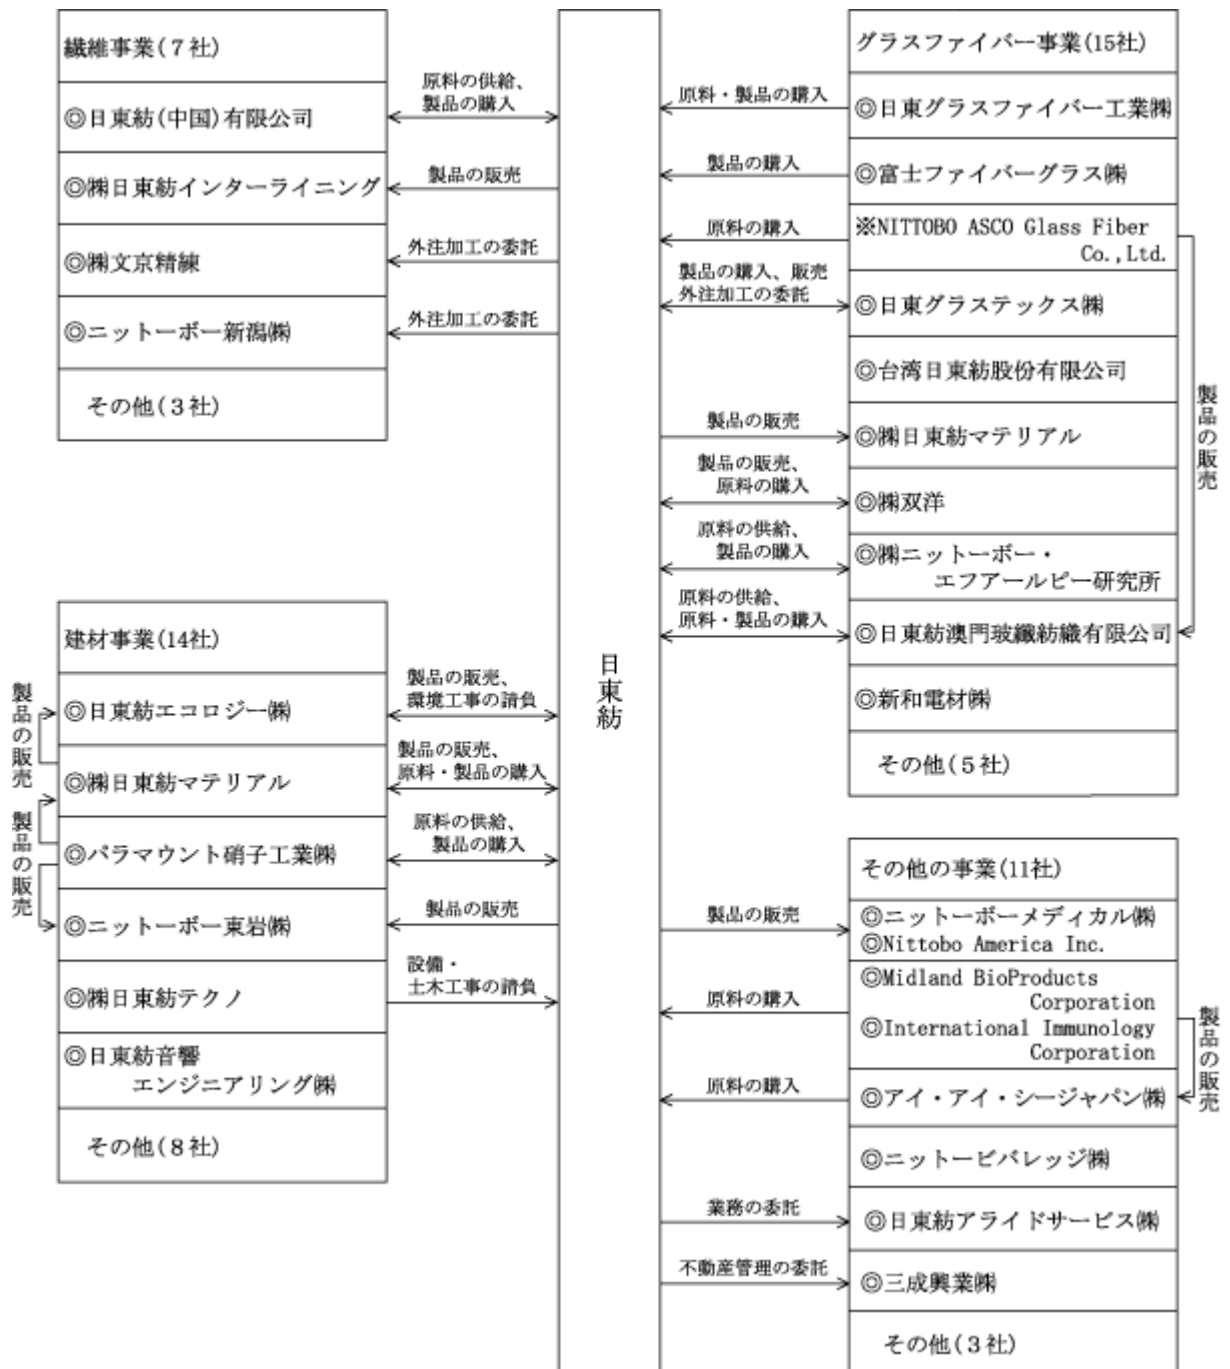 繊維事業(7社)
◎日東紡(中国)有限公司
◎㈱日東紡インターライニング
◎㈱文京精練
◎ニットーボー新潟㈱
その他(3社)
原料の供給、
製品の購入
製品の販売
外注加工の委託
外注加工の委託
建材事業(14社)
◎日東紡エコロジー㈱
◎㈱日東紡マテリアル
◎パラマウント硝子工業㈱
◎ニットーボー東岩㈱
◎㈱日東紡テクノ
◎日東紡音響
エンジニアリング㈱
その他(8社)
製品の販売
製品の販売
製品の販売、
環境工事の請負
製品の販売、
原料・製品の購入
原料の供給、
製品の購入
製品の販売
設備・
土木工事の請負
日東紡
原料・製品の購入
製品の購入
原料の購入
製品の購入、販売
外注加工の委託
製品の販売
製品の販売、
原料の購入
原料の供給、
製品の購入
原料の供給、
原料・製品の購入
グラスファイバー事業(15社)
◎日東グラスファイバー工業㈱
◎富士ファイバーグラス㈱
※NITTOBO ASCO Glass Fiber
Co.,Ltd.
◎日東グラステックス㈱
◎台湾日東紡股份有限公司
◎㈱日東紡マテリアル
◎㈱双洋
◎㈱ニットーボー・
エフアールピー研究所
◎日東紡澳門玻纖紡織有限公司
◎新和電材㈱
その他(5社)
製品の販売
製品の販売
原料の購入
原料の購入
業務の委託
不動産管理の委託
その他の事業(11社)
◎ニットーボーメディカル㈱
◎Nittobo America Inc.
◎Midland BioProducts
Corporation
◎International Immunology
Corporation
◎アイ・アイ・シージャパン㈱
◎ニットービバレッジ㈱
◎日東紡アライドサービス㈱
◎三成興業㈱
その他(3社)
製品の販売